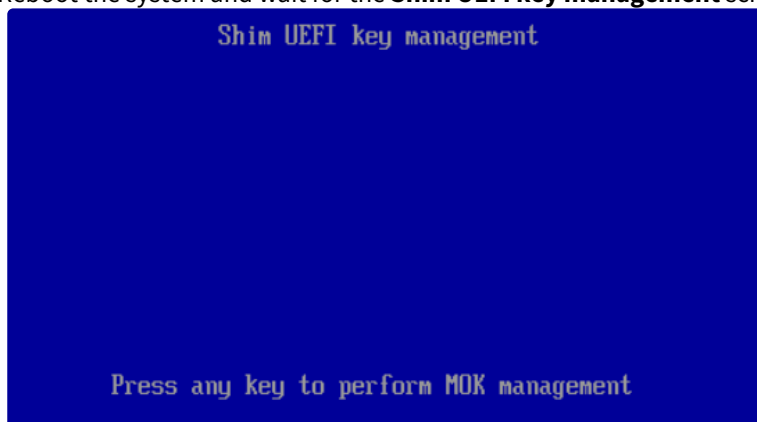 Reboot the system and wait for the Shim UEFI key management
Shim UEFI key management
Press any key to perform MOK management